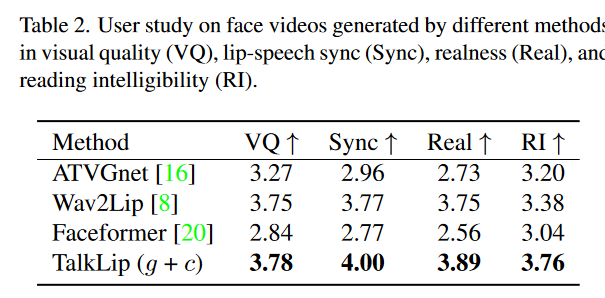 Table 2. User study on face videos generated by different methods
in visual quality (VQ), lip-speech sync (Sync), realness (Real), and
reading intelligibility (RI).
Method VQ ↑ Sync ↑ Real ↑ RI ↑
ATVGnet [16] 3.27 2.96 2.73 3.20
Wav2Lip [8] 3.75 3.77 3.75 3.38
Faceformer [20] 2.84 2.77 2.56 3.04
TalkLip (g + c) 3.78 4.00 3.89 3.76